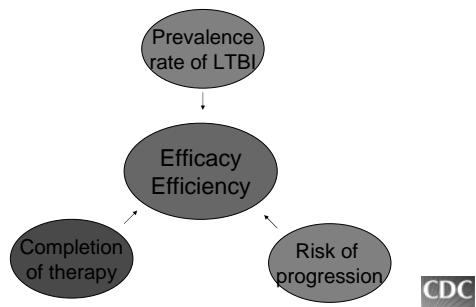 Prevalence
rate of LTBI
Efficacy
Efficiency
Completion
of therapy
Risk of
progression
CDC